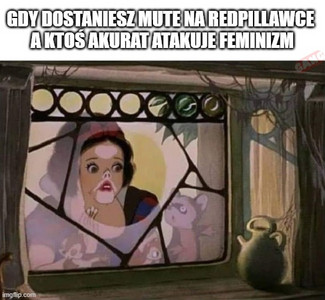 GDY DOSTANIESZ MUTE NA REDPILLAWCE
A KTOŚ AKURAT ATAKUJE FEMINIZM
imgflip.com